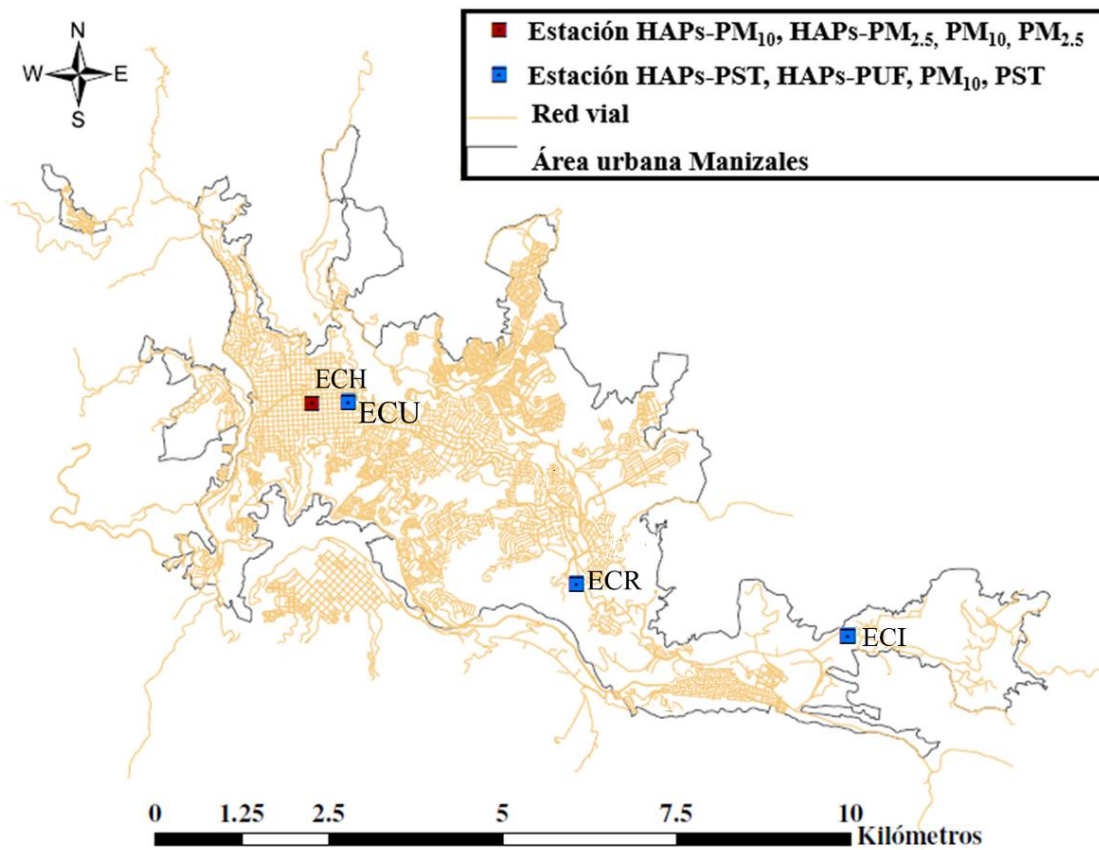 Estación HAPs-PM₁₀, HAPs-PM₂.₅, PM₁₀, PM₂.₅
Estación HAPs-PST, HAPs-PUF, PM₁₀, PST
Red vial
Área urbana Manizales
N
W E
S
ECH
ECU
ECR
ECI
0 1.25 2.5 5 7.5 10
Kilómetros